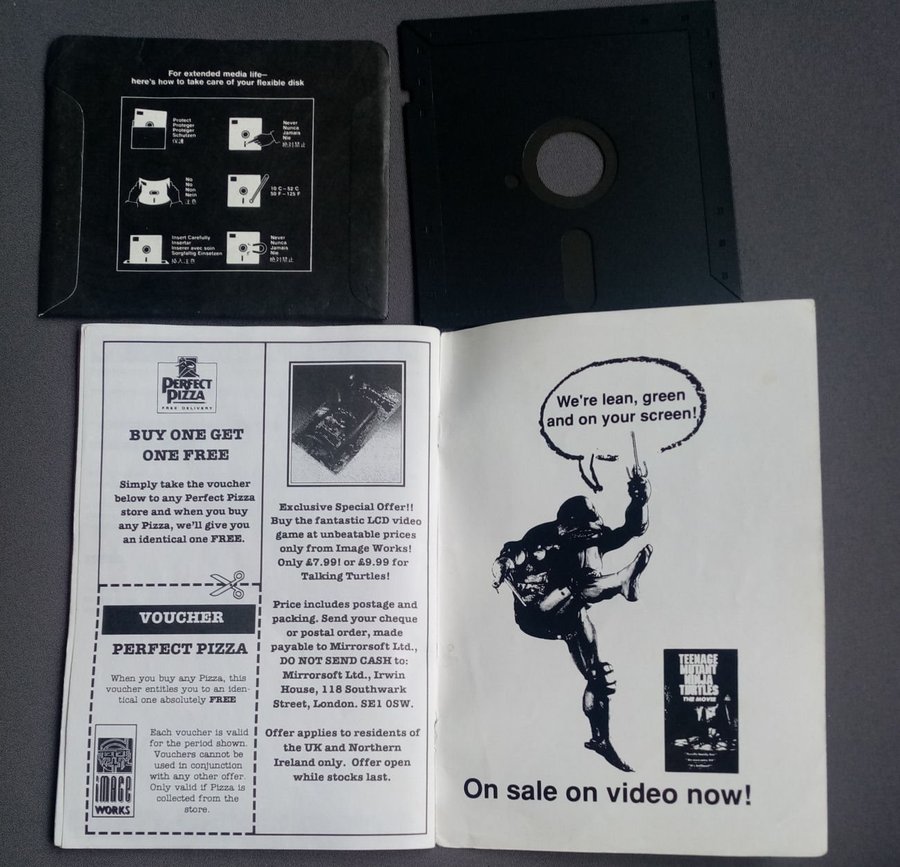 For extended media life—
here's how to take care of your flexible disk
Protect
Proteger
Proteger
Schutzen
保護
Never
Nunca
Jamais
Nie
絶対禁止
No
No
Non
Nein
注意
10 C – 52 C
50 F – 125 F
Insert Carefully
Insertar
Inserer avec soin
Sorgfaltig Einsetzen
挿入注意
Never
Nunca
Jamais
Nie
絶対禁止
PERFECT
PIZZA
FREE DELIVERY
BUY ONE GET
ONE FREE
Simply take the voucher
below to any Perfect Pizza
store and when you buy
any Pizza, we'll give you
an identical one FREE.
VOUCHER
PERFECT PIZZA
When you buy any Pizza, this
voucher entitles you to an iden-
tical one absolutely FREE
Each voucher is valid
for the period shown.
Vouchers cannot be
used in conjunction
with any other offer.
Only valid if Pizza is
collected from the
store.
IMAGE
WORKS
Exclusive Special Offer!!
Buy the fantastic LCD video
game at unbeatable prices
only from Image Works!
Only £7.99! or £9.99 for
Talking Turtles!
Price includes postage and
packing. Send your cheque
or postal order, made
payable to Mirrorsoft Ltd.,
DO NOT SEND CASH to:
Mirrorsoft Ltd., Irwin
House, 118 Southwark
Street, London. SE1 0SW.
Offer applies to residents of
the UK and Northern
Ireland only. Offer open
while stocks last.
We're lean, green
and on your screen!
TEENAGE
MUTANT
NINJA
TURTLES
THE MOVIE
On sale on video now!